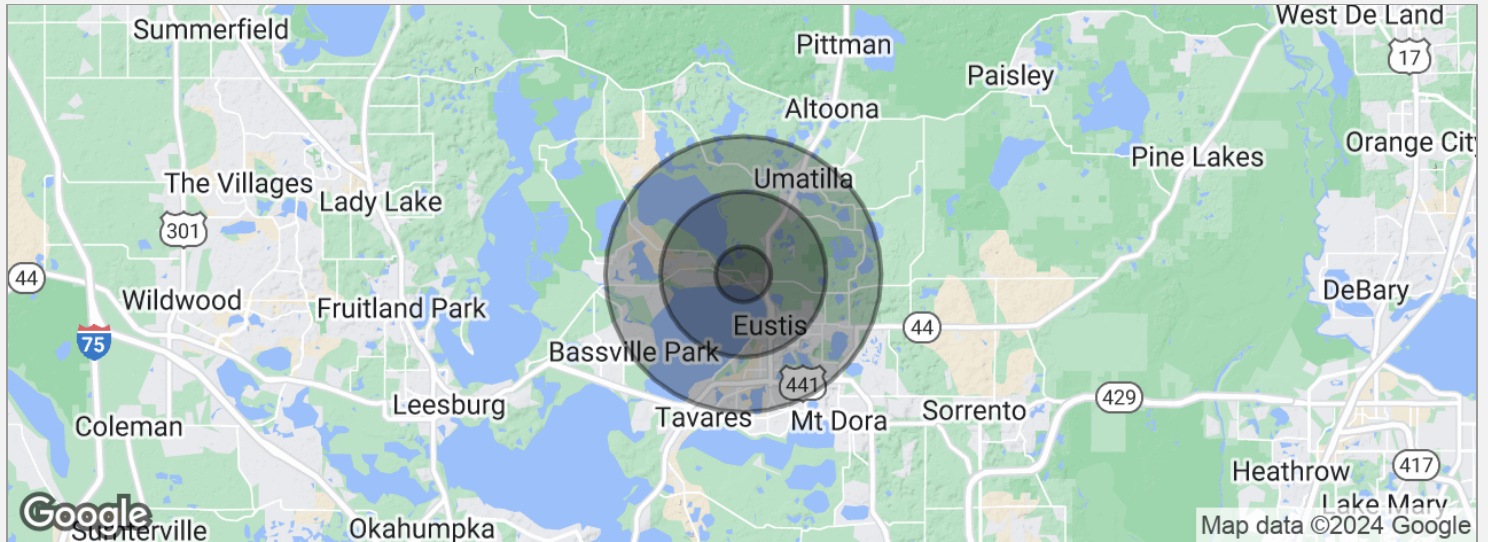 West De Land
Summerfield
17
Pittman
Paisley
Altoona
Orange City
Pine Lakes
Umatilla
The Villages
Lady Lake
301
44
DeBary
Wildwood
Fruitland Park
Eustis
44
75
Bassville Park
441
429
Leesburg
Tavares
Mt Dora
Sorrento
Coleman
Heathrow
417
Lake Mary
Google
Sumterville
Okahumpka
Map data ©2024 Google